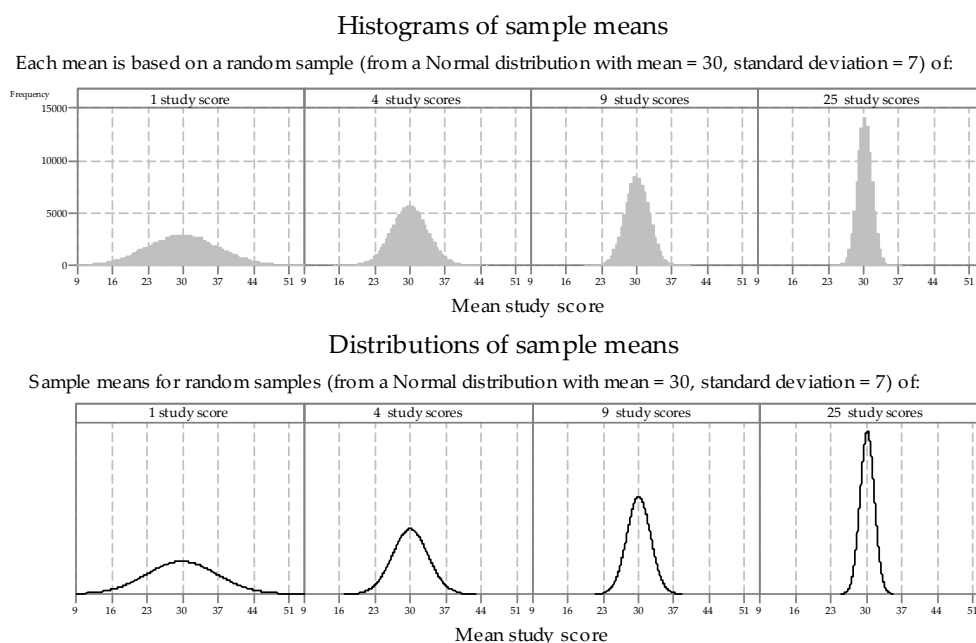 Histograms of sample means
Each mean is based on a random sample (from a Normal distribution with mean = 30, standard deviation = 7) of:
Frequency
1 study score 4 study scores 9 study scores 25 study scores
15000
10000
5000
0
9 16 23 30 37 44 51 9 16 23 30 37 44 51 9 16 23 30 37 44 51 9 16 23 30 37 44 51
Mean study score
Distributions of sample means
Sample means for random samples (from a Normal distribution with mean = 30, standard deviation = 7) of:
1 study score 4 study scores 9 study scores 25 study scores
9 16 23 30 37 44 51 9 16 23 30 37 44 51 9 16 23 30 37 44 51 9 16 23 30 37 44 51
Mean study score